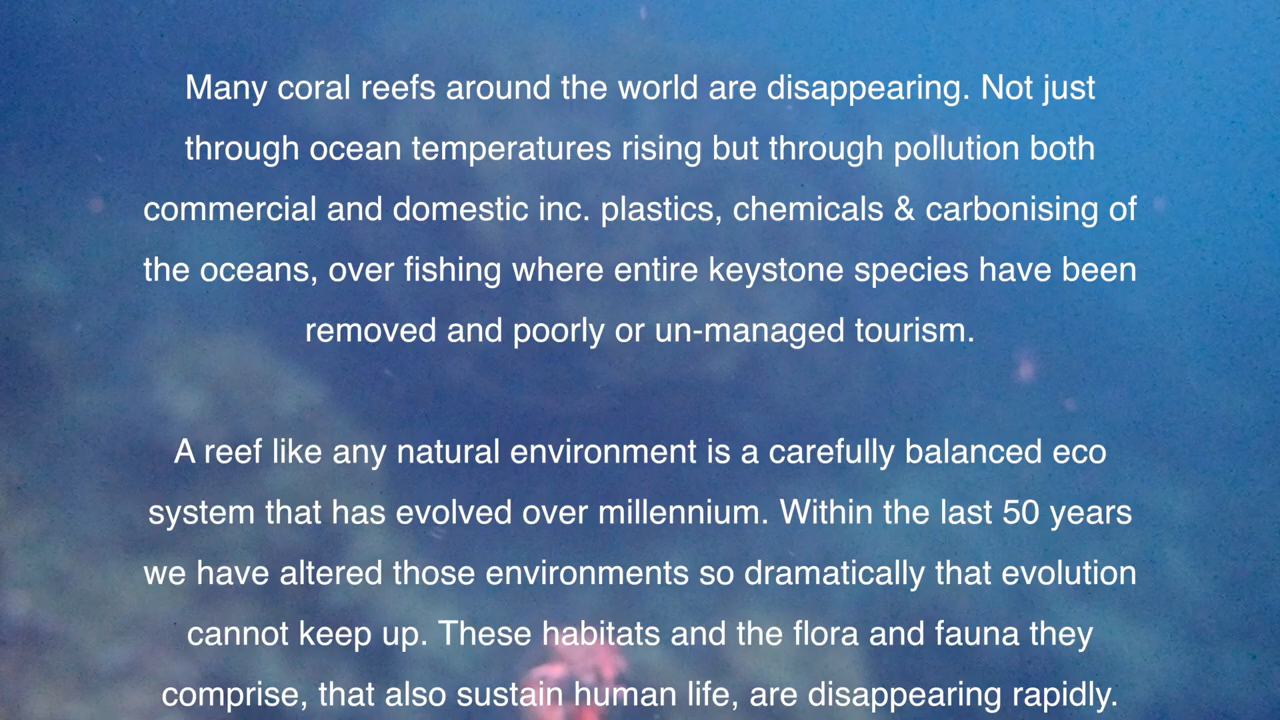 Many coral reefs around the world are disappearing. Not just
through ocean temperatures rising but through pollution both
commercial and domestic inc. plastics, chemicals & carbonising of
the oceans, over fishing where entire keystone species have been
removed and poorly or un-managed tourism.
A reef like any natural environment is a carefully balanced eco
system that has evolved over millennium. Within the last 50 years
we have altered those environments so dramatically that evolution
cannot keep up. These habitats and the flora and fauna they
comprise, that also sustain human life, are disappearing rapidly.